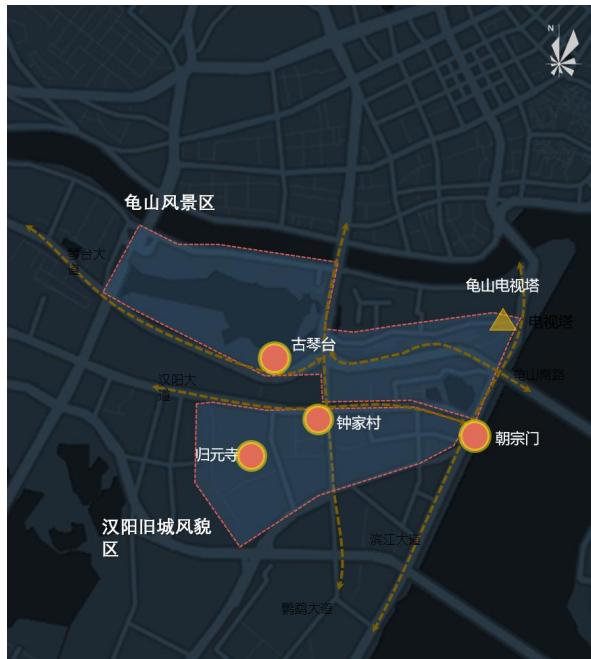 N
龟山风景区
琴台大
道
龟山电视塔
电视塔
古琴台
汉阳大
道
龟山南路
钟家村
朝宗门
归元寺
汉阳旧城风貌
区
滨江大道
鹦鹉大道